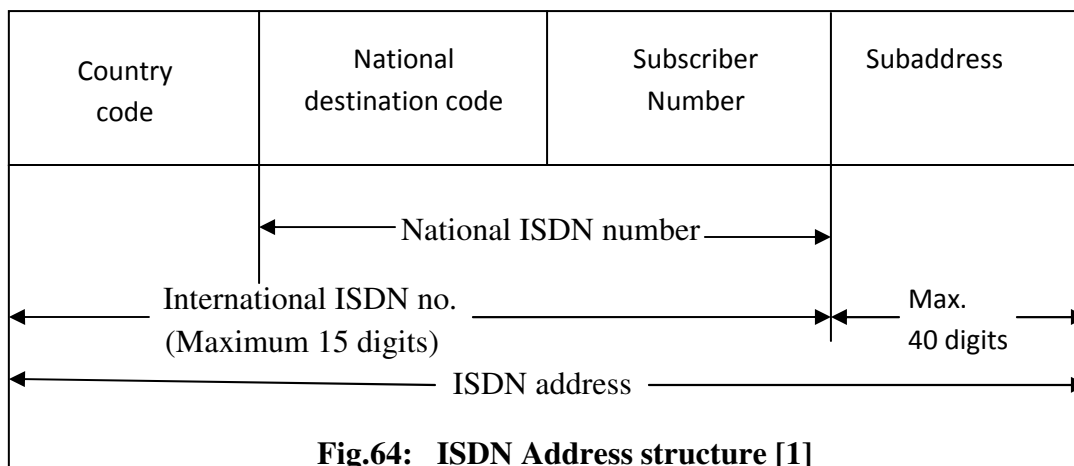 Country
code
National
destination code
Subscriber
Number
Subaddress
National ISDN number
International ISDN no.
(Maximum 15 digits)
Max.
40 digits
ISDN address
Fig.64: ISDN Address structure [1]